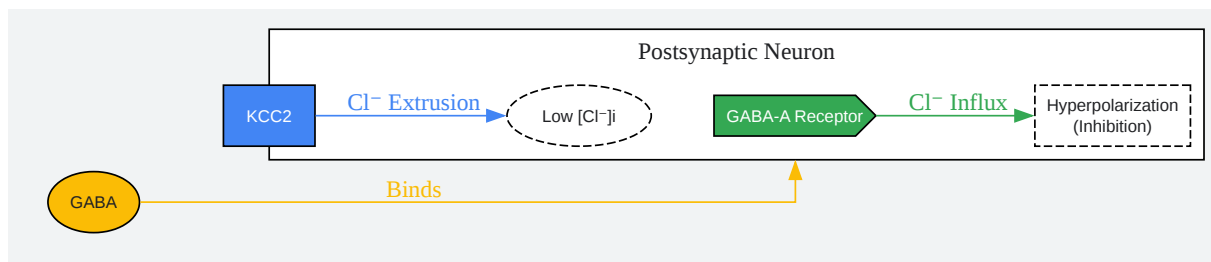 Postsynaptic Neuron
KCC2
Cl⁻ Extrusion
Low [Cl⁻]i
GABA-A Receptor
Cl⁻ Influx
Hyperpolarization
(Inhibition)
GABA
Binds